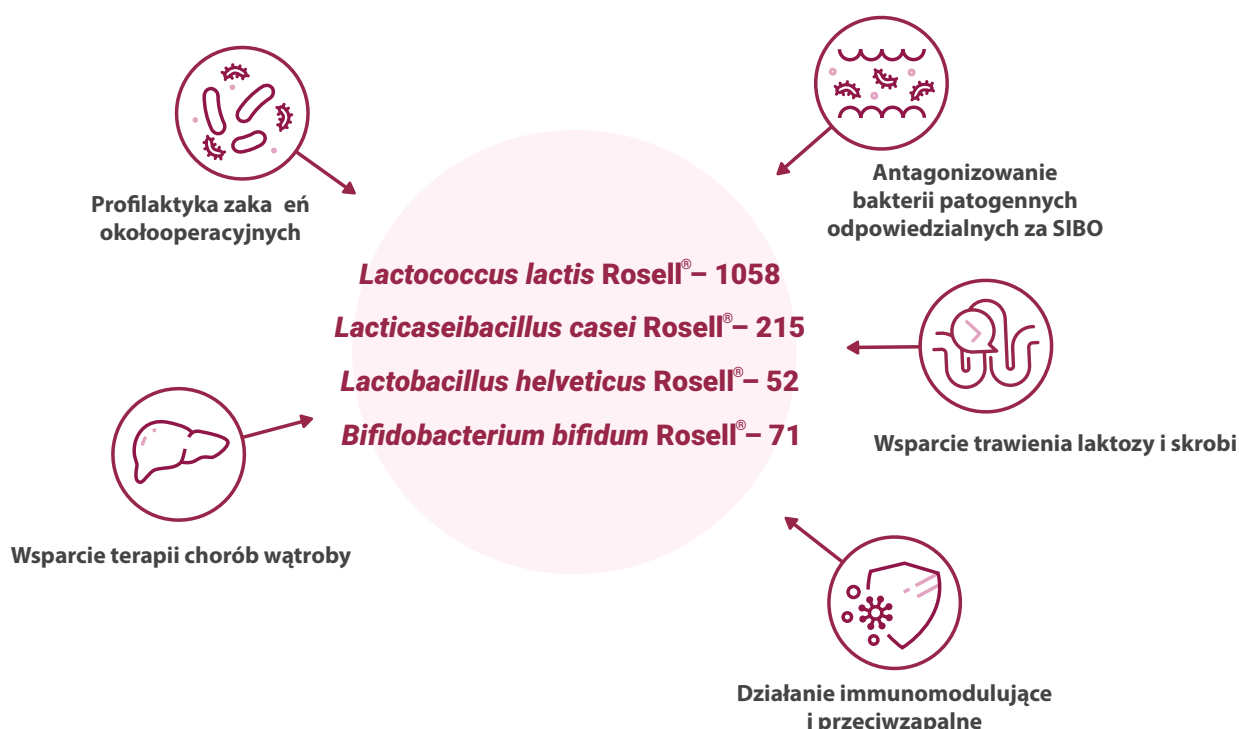 Profilaktyka zaka eń
okołooperacyjnych
Antagonizowanie
bakterii patogennych
odpowiedzialnych za SIBO
Lactococcus lactis Rosell®– 1058
Lacticaseibacillus casei Rosell®– 215
Lactobacillus helveticus Rosell®– 52
Bifidobacterium bifidum Rosell®– 71
Wsparcie trawienia laktozy i skrobi
Wsparcie terapii chorób wątroby
Działanie immunomodulujące
i przeciwzapalne